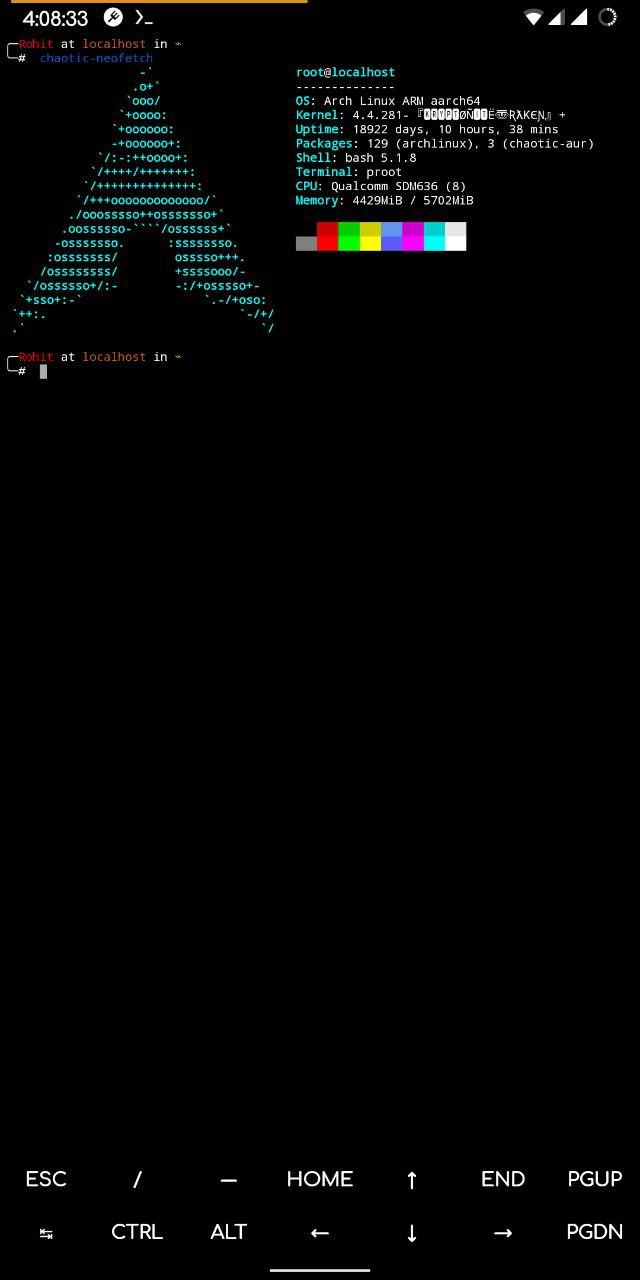 4:08:33
Rohit at localhost in ~
# chaotic-neofetch
root@localhost
--------------
OS: Arch Linux ARM aarch64
Kernel: 4.4.281-
Uptime: 18922 days, 10 hours, 38 mins
Packages: 129 (archlinux), 3 (chaotic-aur)
Shell: bash 5.1.8
Terminal: proot
CPU: Qualcomm SDM636 (8)
Memory: 4429MiB / 5702MiB
Rohit at localhost in ~
#
ESC / — HOME ↑ END PGUP
↹ CTRL ALT ← ↓ → PGDN